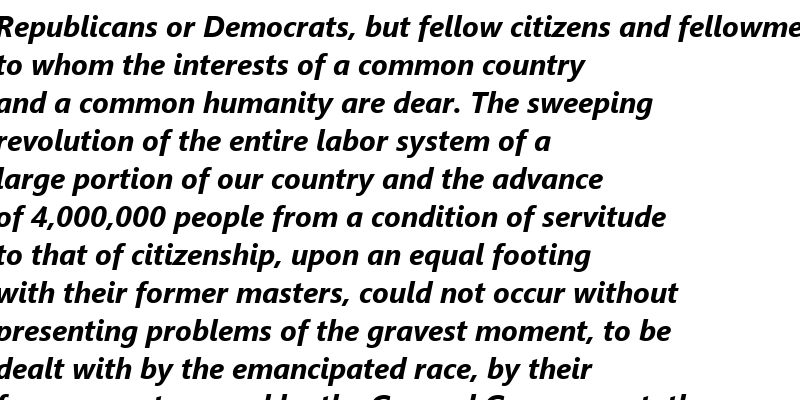 Republicans or Democrats, but fellow citizens and
to whom the interests of a common country
and a common humanity are dear. The sweeping
revolution of the entire labor system of a
large portion of our country and the advance
of 4,000,000 people from a condition of servitude
to that of citizenship, upon an equal footing
with their former masters, could not occur without
presenting problems of the gravest moment, to be
dealt with by the emancipated race, by their